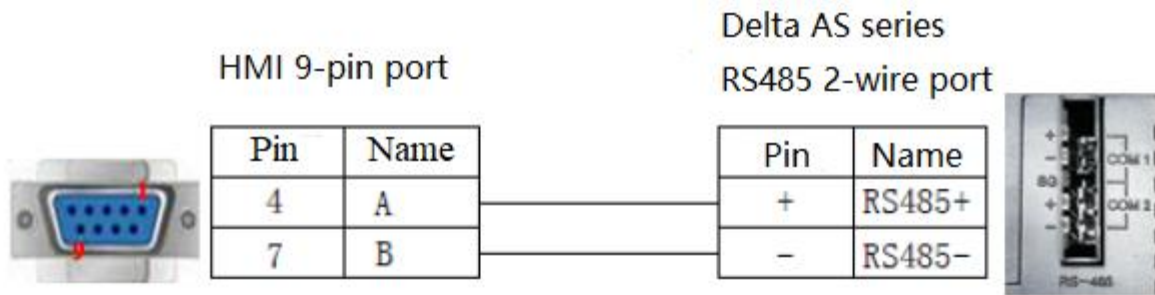 Delta AS series
HMI 9-pin port
RS485 2-wire port
Pin Name
4 A
7 B
Pin Name
+ RS485+
- RS485-
1
9
+
-
SG
+
-
COM 1
COM 2
RS-485